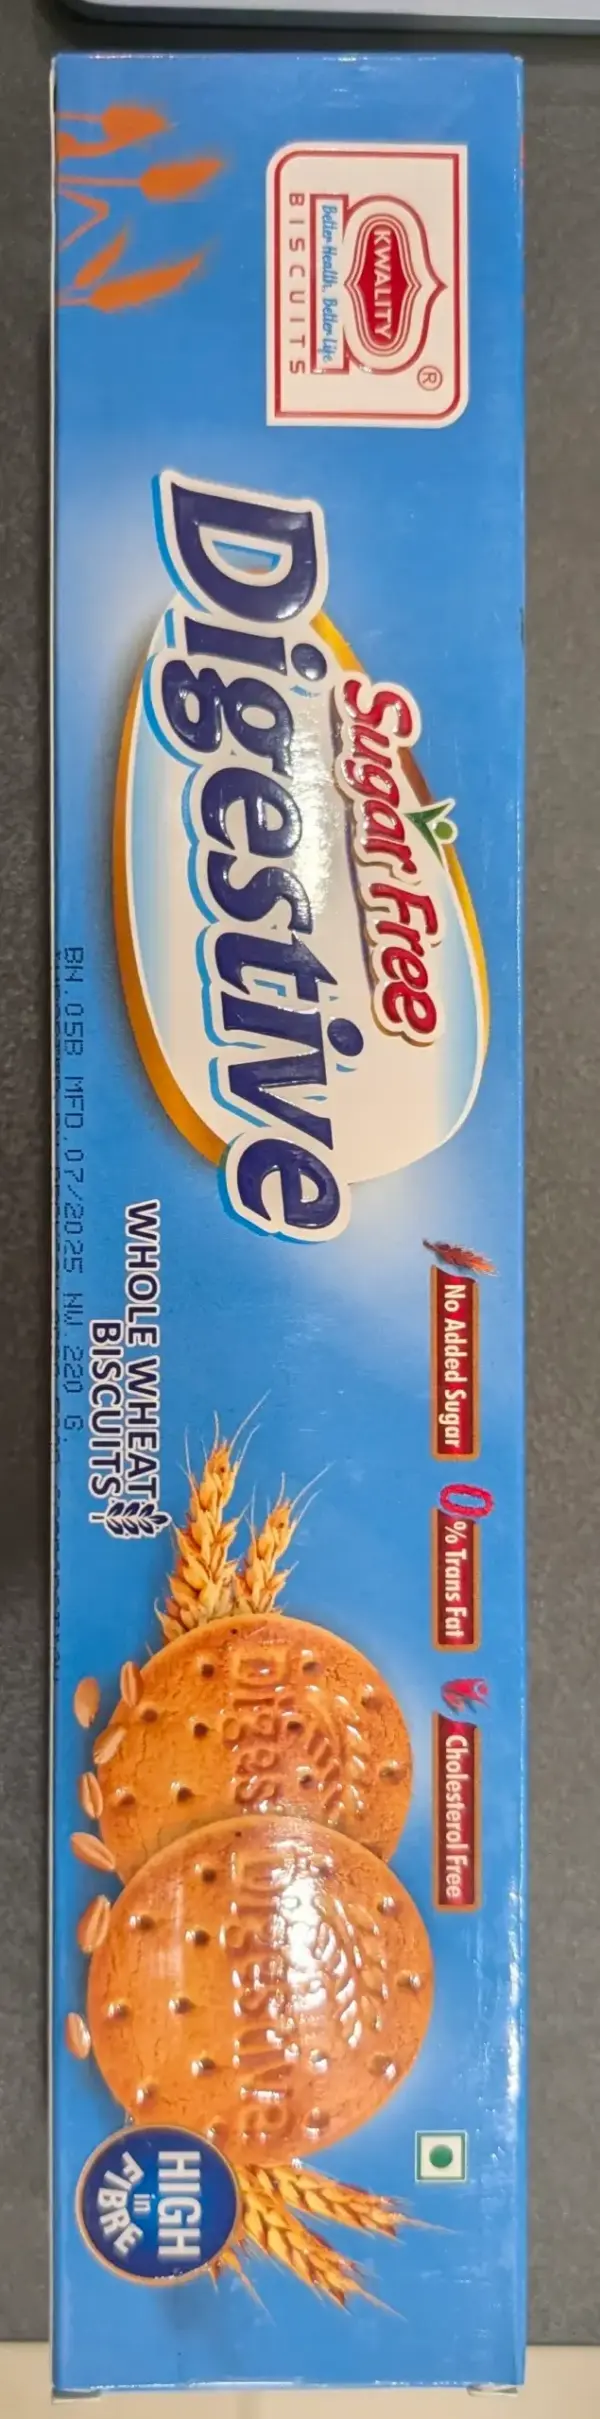 KWALITY
®
Better Health, Better Life
BISCUITS
Sugar Free
Digestive
No Added Sugar
0% Trans Fat
Cholesterol Free
WHOLE WHEAT
BISCUITS
BN.05B MFD.07/2025 NW.220 G.
Diges
Digestive
HIGH
in
FIBRE